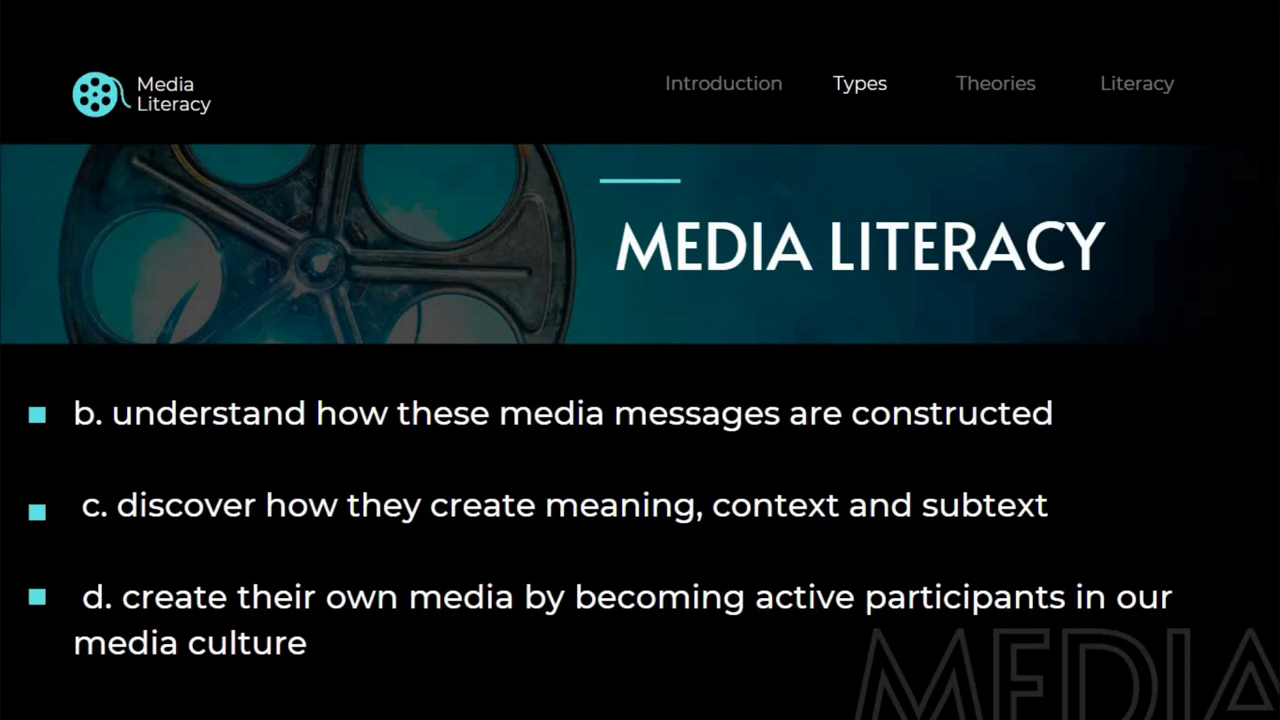 Media
Literacy
Introduction Types Theories Literacy
MEDIA LITERACY
b. understand how these media messages are constructed
c. discover how they create meaning, context and subtext
d. create their own media by becoming active participants in our
media culture
MEDIA